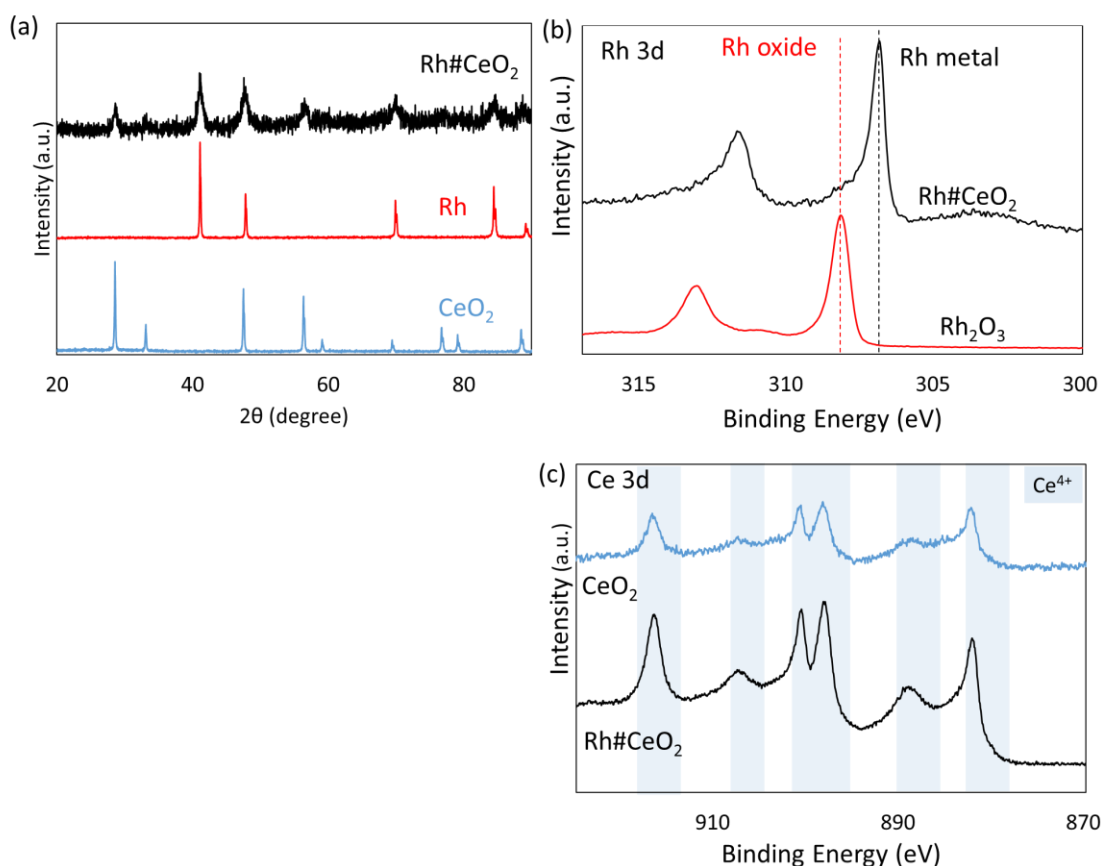 (a)
Rh#CeO₂
Rh
CeO₂
Intensity (a.u.)
20 40 60 80
2θ (degree)
(b)
Rh 3d
Rh oxide
Rh metal
Rh#CeO₂
Rh₂O₃
Intensity (a.u.)
315 310 305 300
Binding Energy (eV)
(c)
Ce 3d
Ce⁴⁺
CeO₂
Rh#CeO₂
Intensity (a.u.)
910 890 870
Binding Energy (eV)